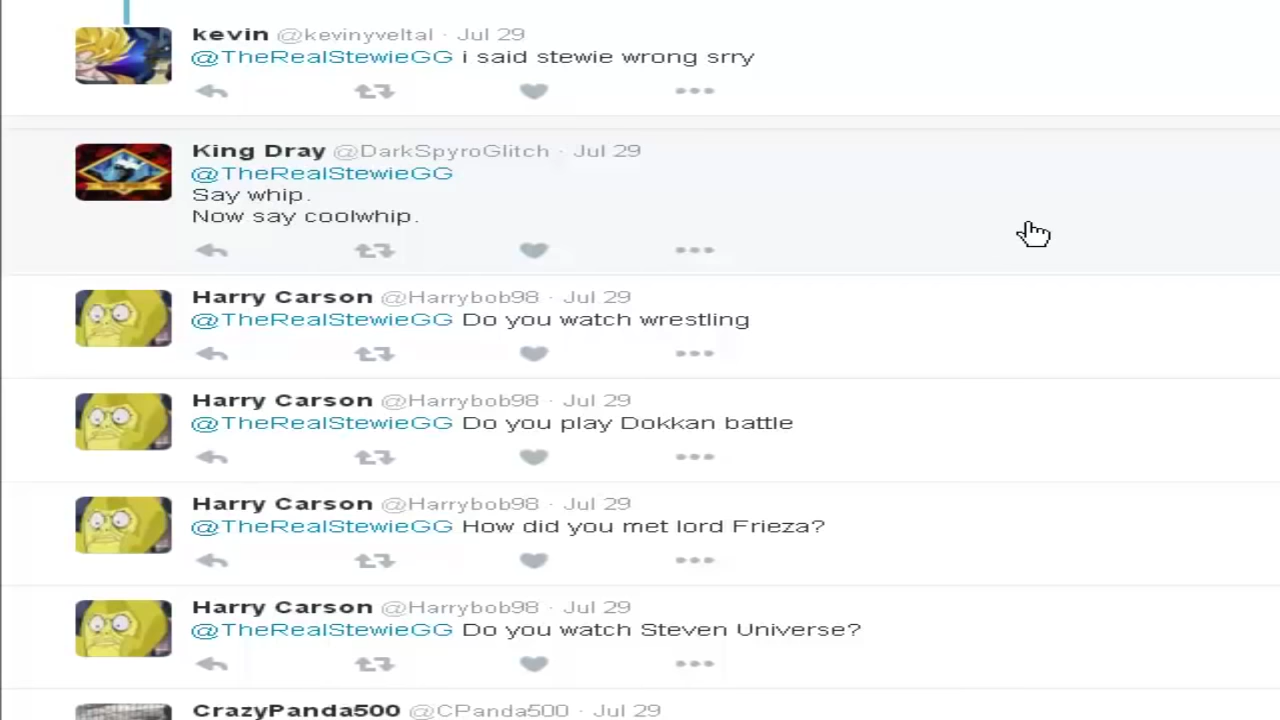 kevin @kevinyveltal · Jul 29
@TheRealStewieGG i said stewie wrong srry
King Dray @DarkSpyroGlitch · Jul 29
@TheRealStewieGG
Say whip.
Now say coolwhip.
Harry Carson @Harrybob98 · Jul 29
@TheRealStewieGG Do you watch wrestling
Harry Carson @Harrybob98 · Jul 29
@TheRealStewieGG Do you play Dokkan battle
Harry Carson @Harrybob98 · Jul 29
@TheRealStewieGG How did you met lord Frieza?
Harry Carson @Harrybob98 · Jul 29
@TheRealStewieGG Do you watch Steven Universe?
CrazyPanda500 @CPanda500 · Jul 29